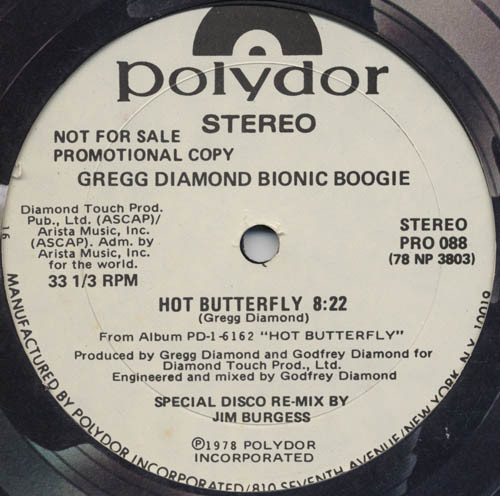 polydor
STEREO
NOT FOR SALE
PROMOTIONAL COPY
GREGG DIAMOND BIONIC BOOGIE
Diamond Touch Prod.
Pub., Ltd. (ASCAP)/
Arista Music, Inc.
(ASCAP). Adm. by
Arista Music, Inc.
for the world.
33 1/3 RPM
16
STEREO
PRO 088
(78 NP 3803)
HOT BUTTERFLY 8:22
(Gregg Diamond)
From Album PD-1-6162 "HOT BUTTERFLY"
Produced by Gregg Diamond and Godfrey Diamond for
Diamond Touch Prod., Ltd.
Engineered and mixed by Godfrey Diamond
SPECIAL DISCO RE-MIX BY
JIM BURGESS
Ⓟ1978 POLYDOR
INCORPORATED
MANUFACTURED BY POLYDOR INCORPORATED/810 SEVENTH AVENUE/NEW YORK, N.Y. 10019